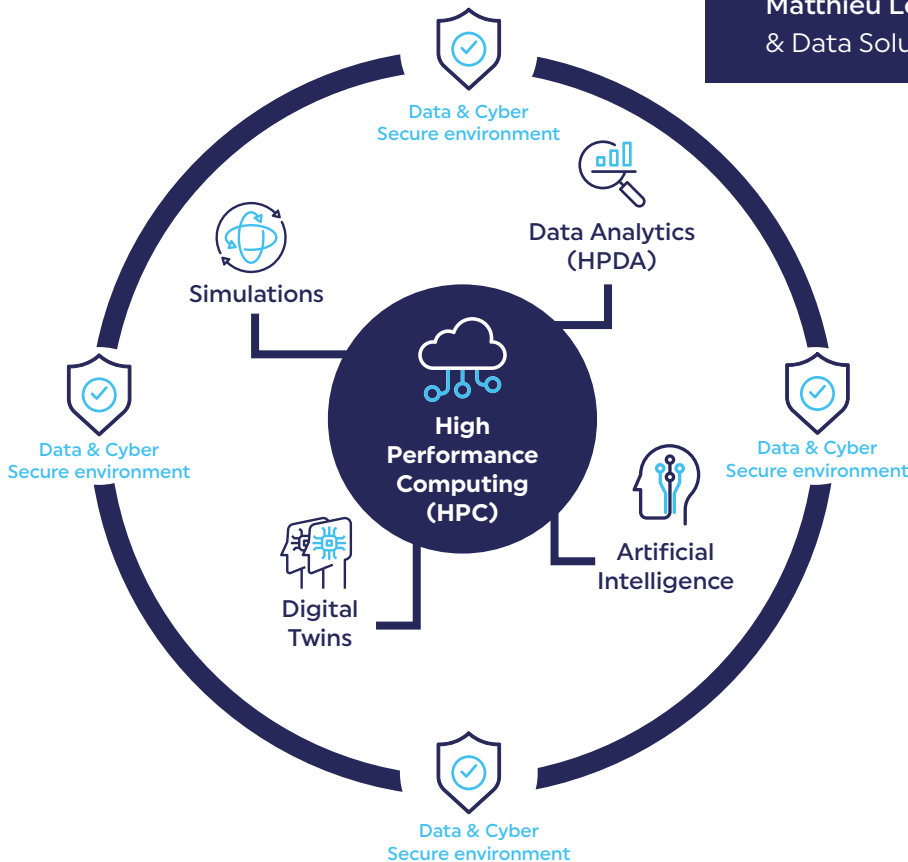 Matthieu
& Data
Data & Cyber
Secure environment
Data Analytics
(HPDA)
Simulations
High
Performance
Computing
(HPC)
Data & Cyber
Secure environment
Data & Cyber
Secure environment
Artificial
Intelligence
Digital
Twins
Data & Cyber
Secure environment